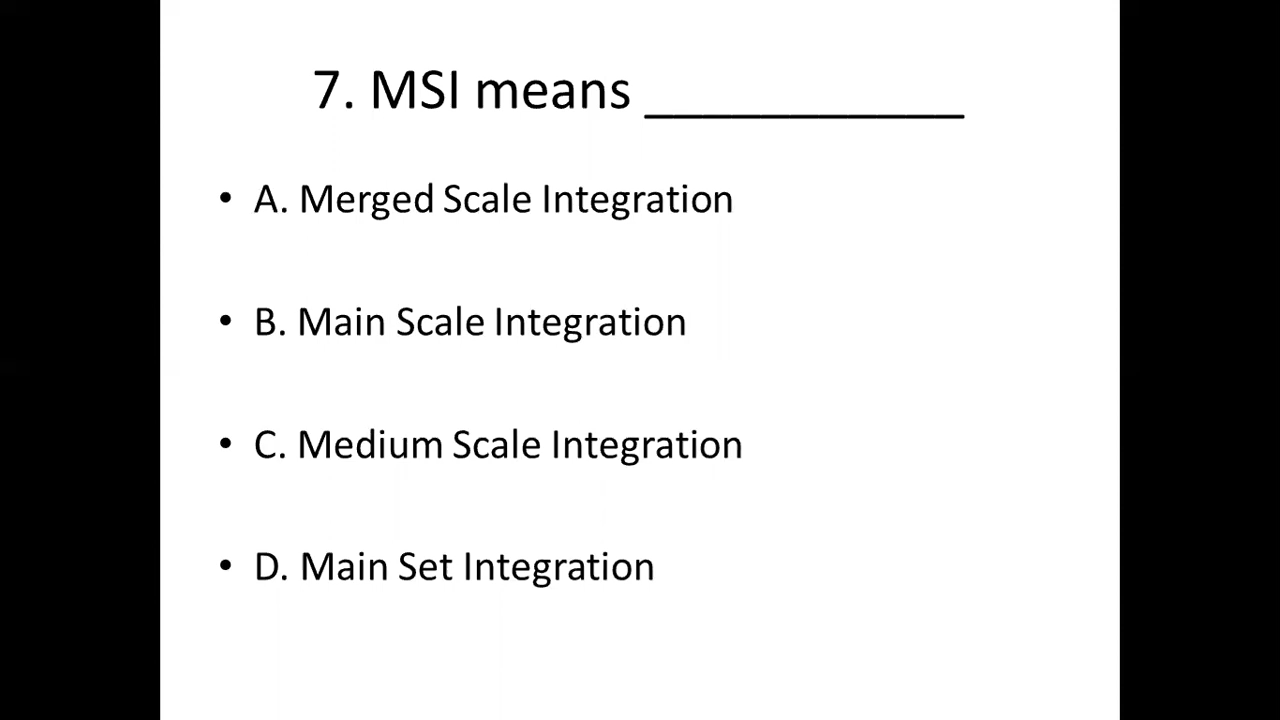 7. MSI means ___________
• A. Merged Scale Integration
• B. Main Scale Integration
• C. Medium Scale Integration
• D. Main Set Integration